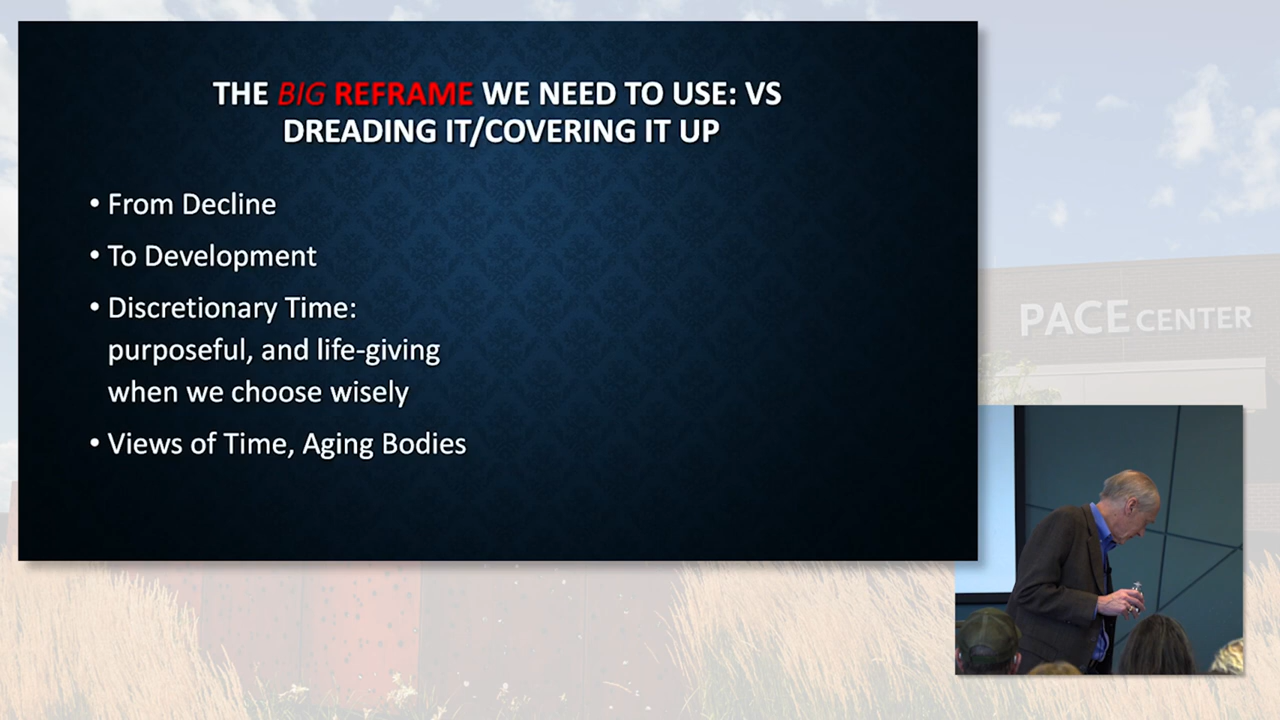 THE BIG REFRAME WE NEED TO USE: VS
DREADING IT/COVERING IT UP
• From Decline
• To Development
• Discretionary Time:
purposeful, and life-giving
when we choose wisely
• Views of Time, Aging Bodies
PACE CENTER